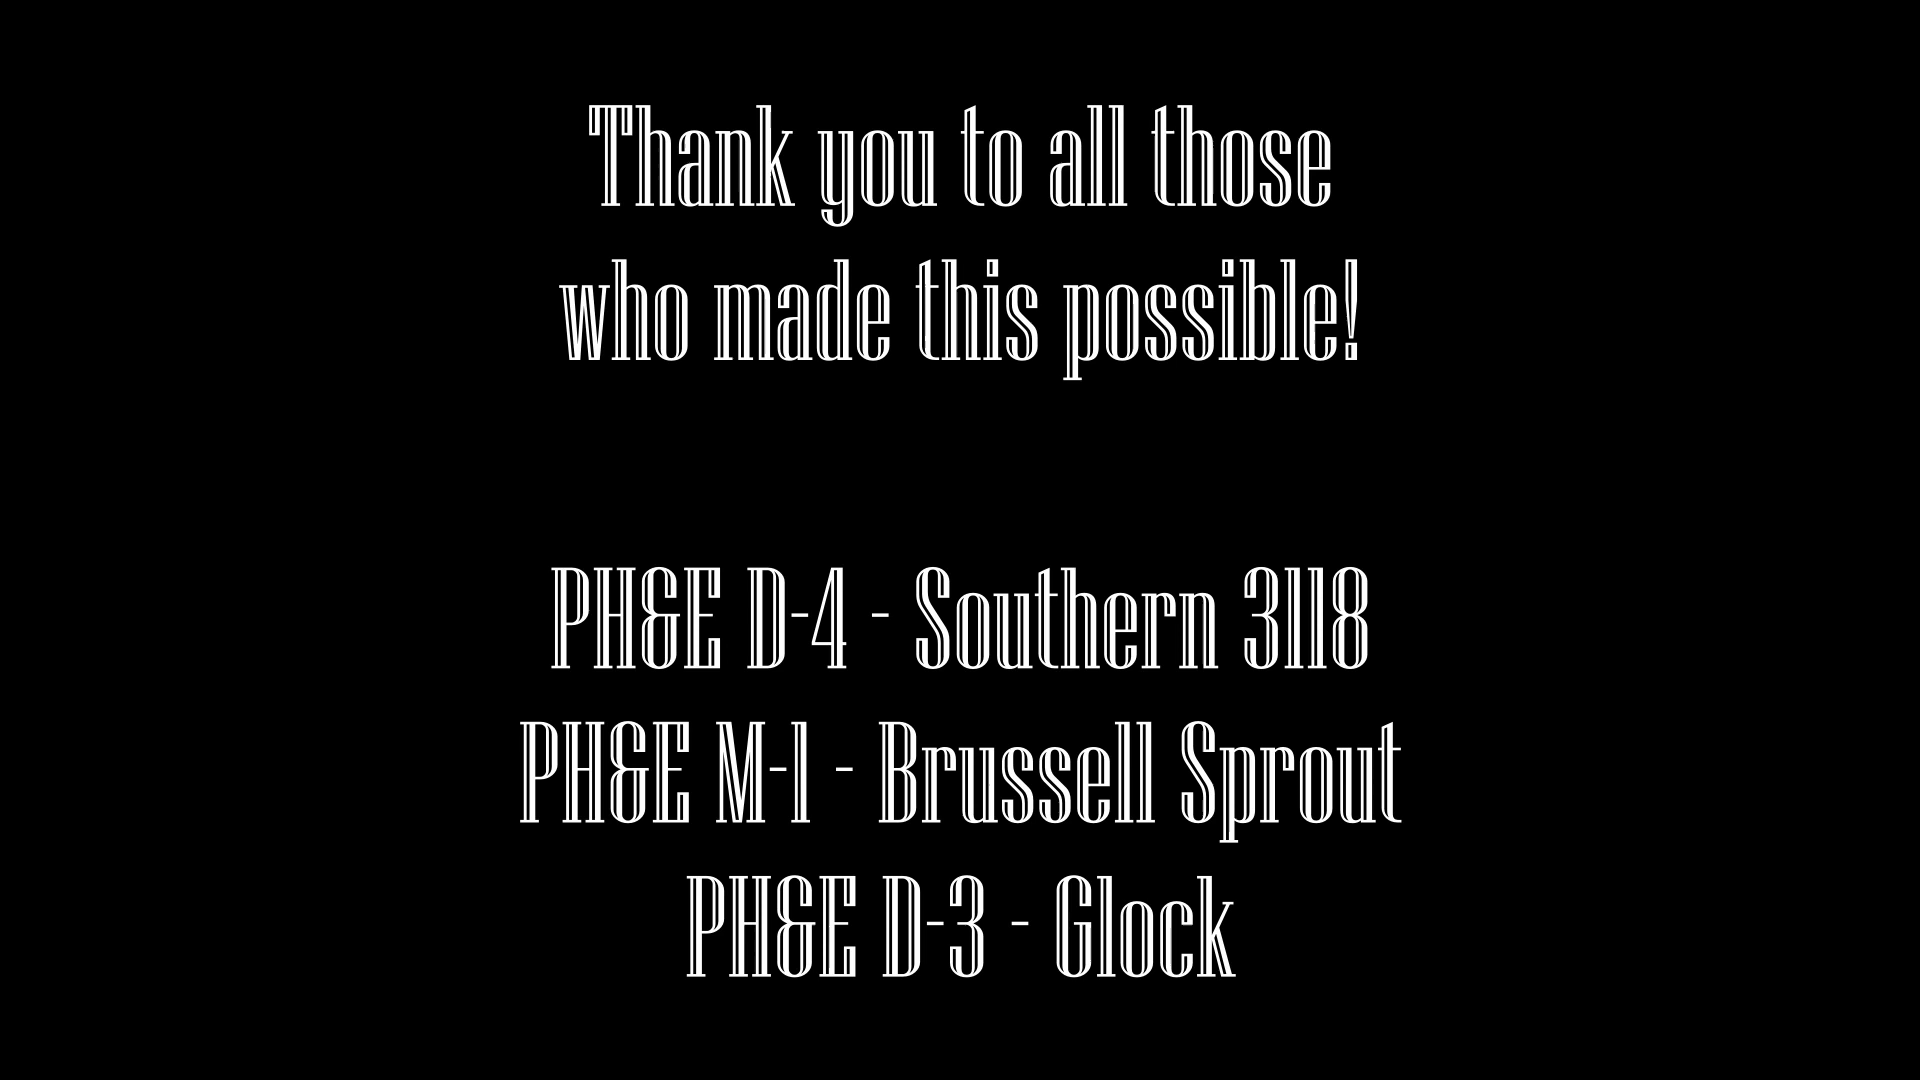 Thank you to all those
who made this possible!
PH&E D-4 - Southern 3118
PH&E M-1 - Brussell Sprout
PH&E D-3 - Glock